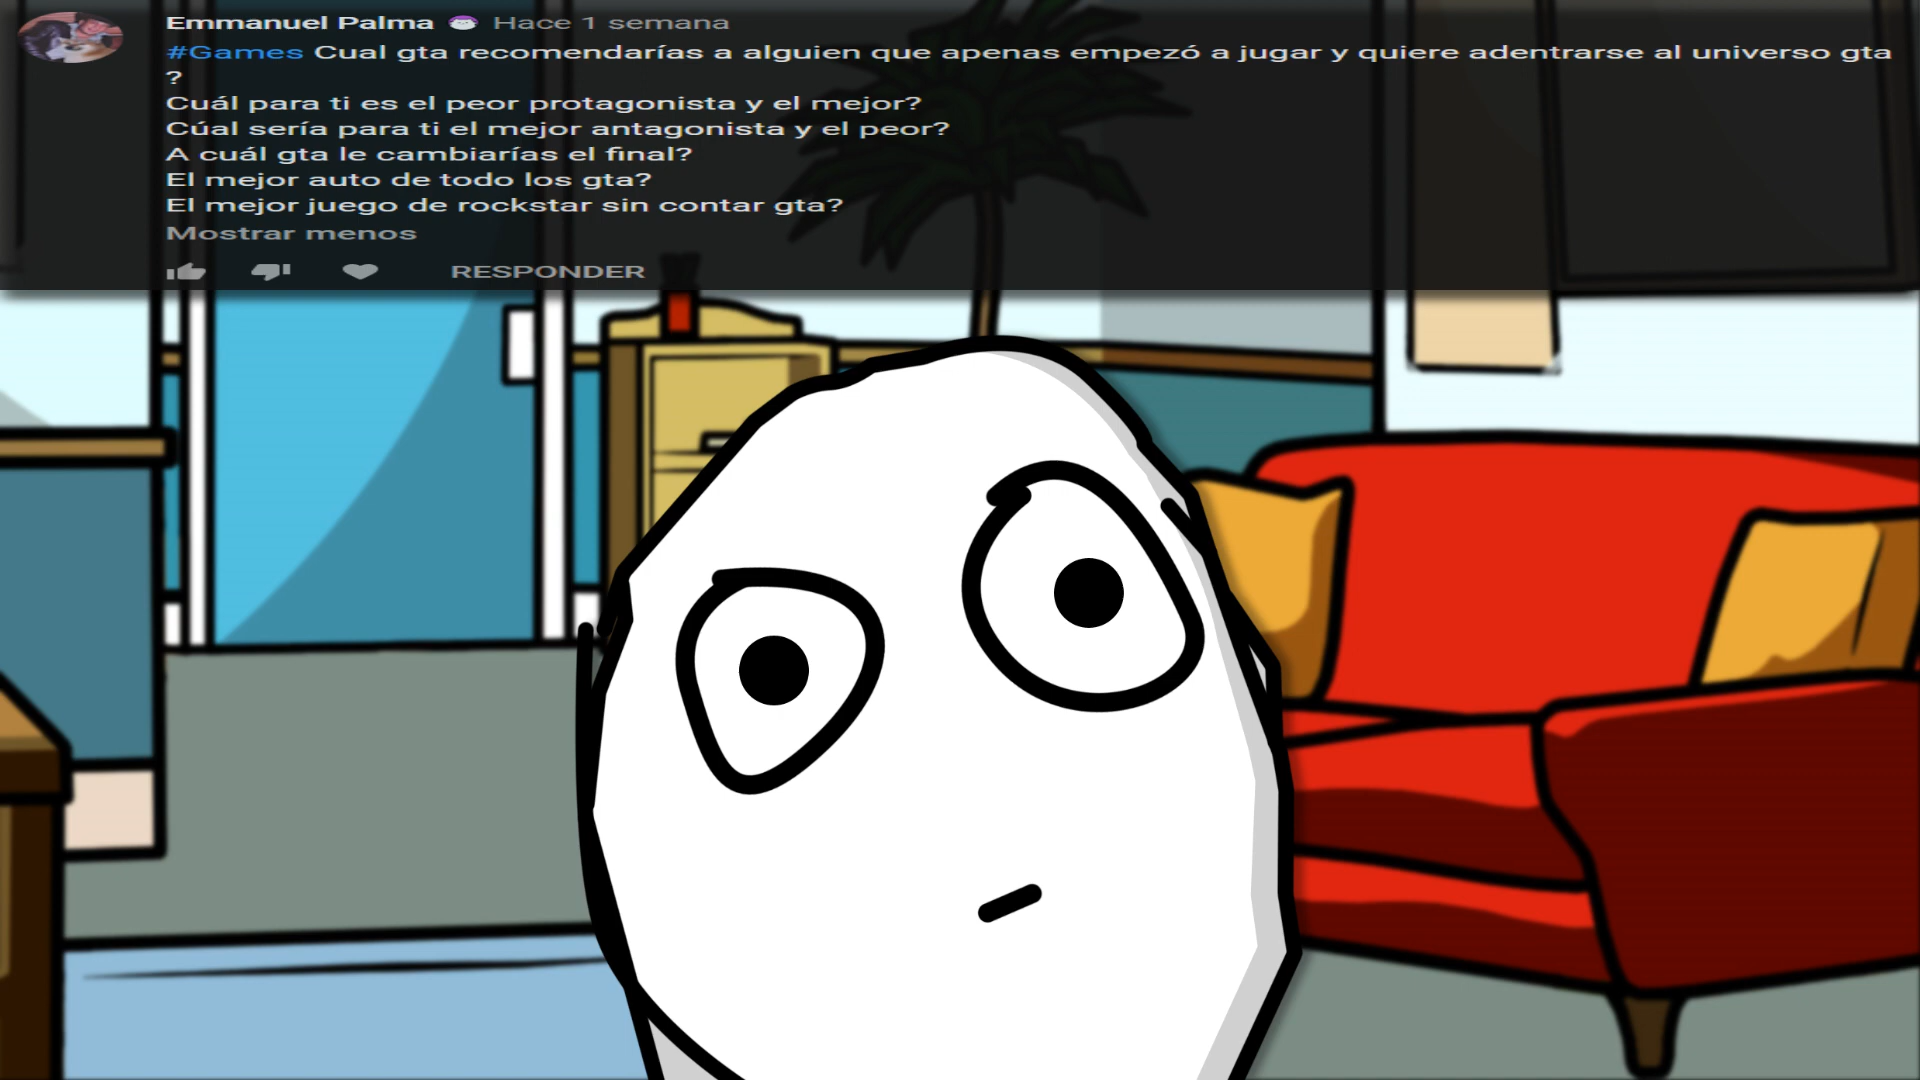 Emmanuel Palma Hace 1 semana
#Games Cual gta recomendarías a alguien que apenas empezó a jugar y quiere adentrarse al universo gta
?
Cuál para ti es el peor protagonista y el mejor?
Cúal sería para ti el mejor antagonista y el peor?
A cuál gta le cambiarías el final?
El mejor auto de todo los gta?
El mejor juego de rockstar sin contar gta?
Mostrar menos
RESPONDER